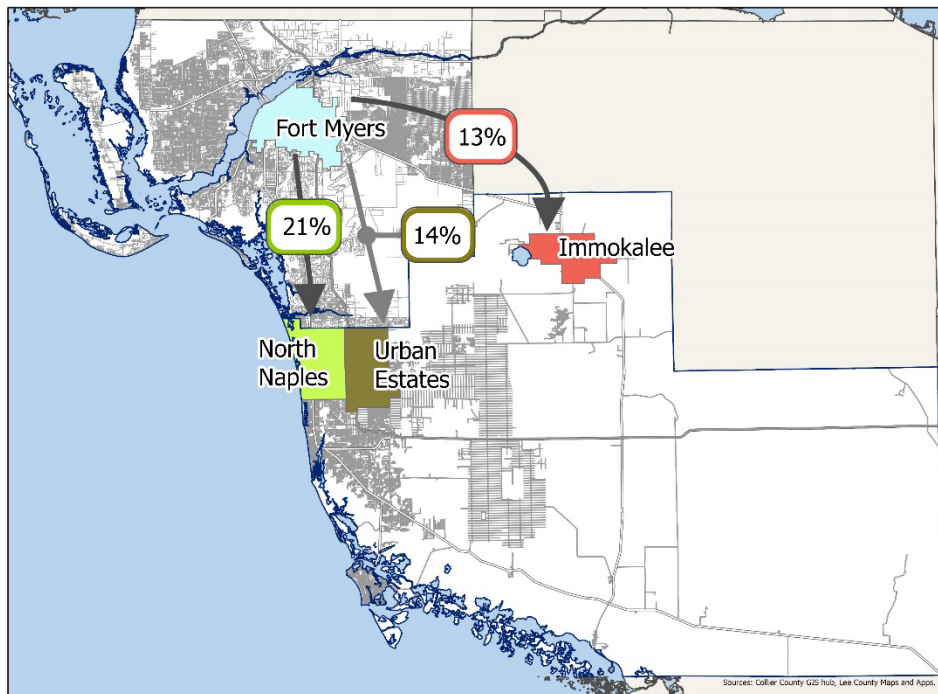 Fort Myers
13%
21%
14%
Immokalee
North
Naples
Urban
Estates
Sources: Collier County GIS hub, Lee County Maps and Apps.